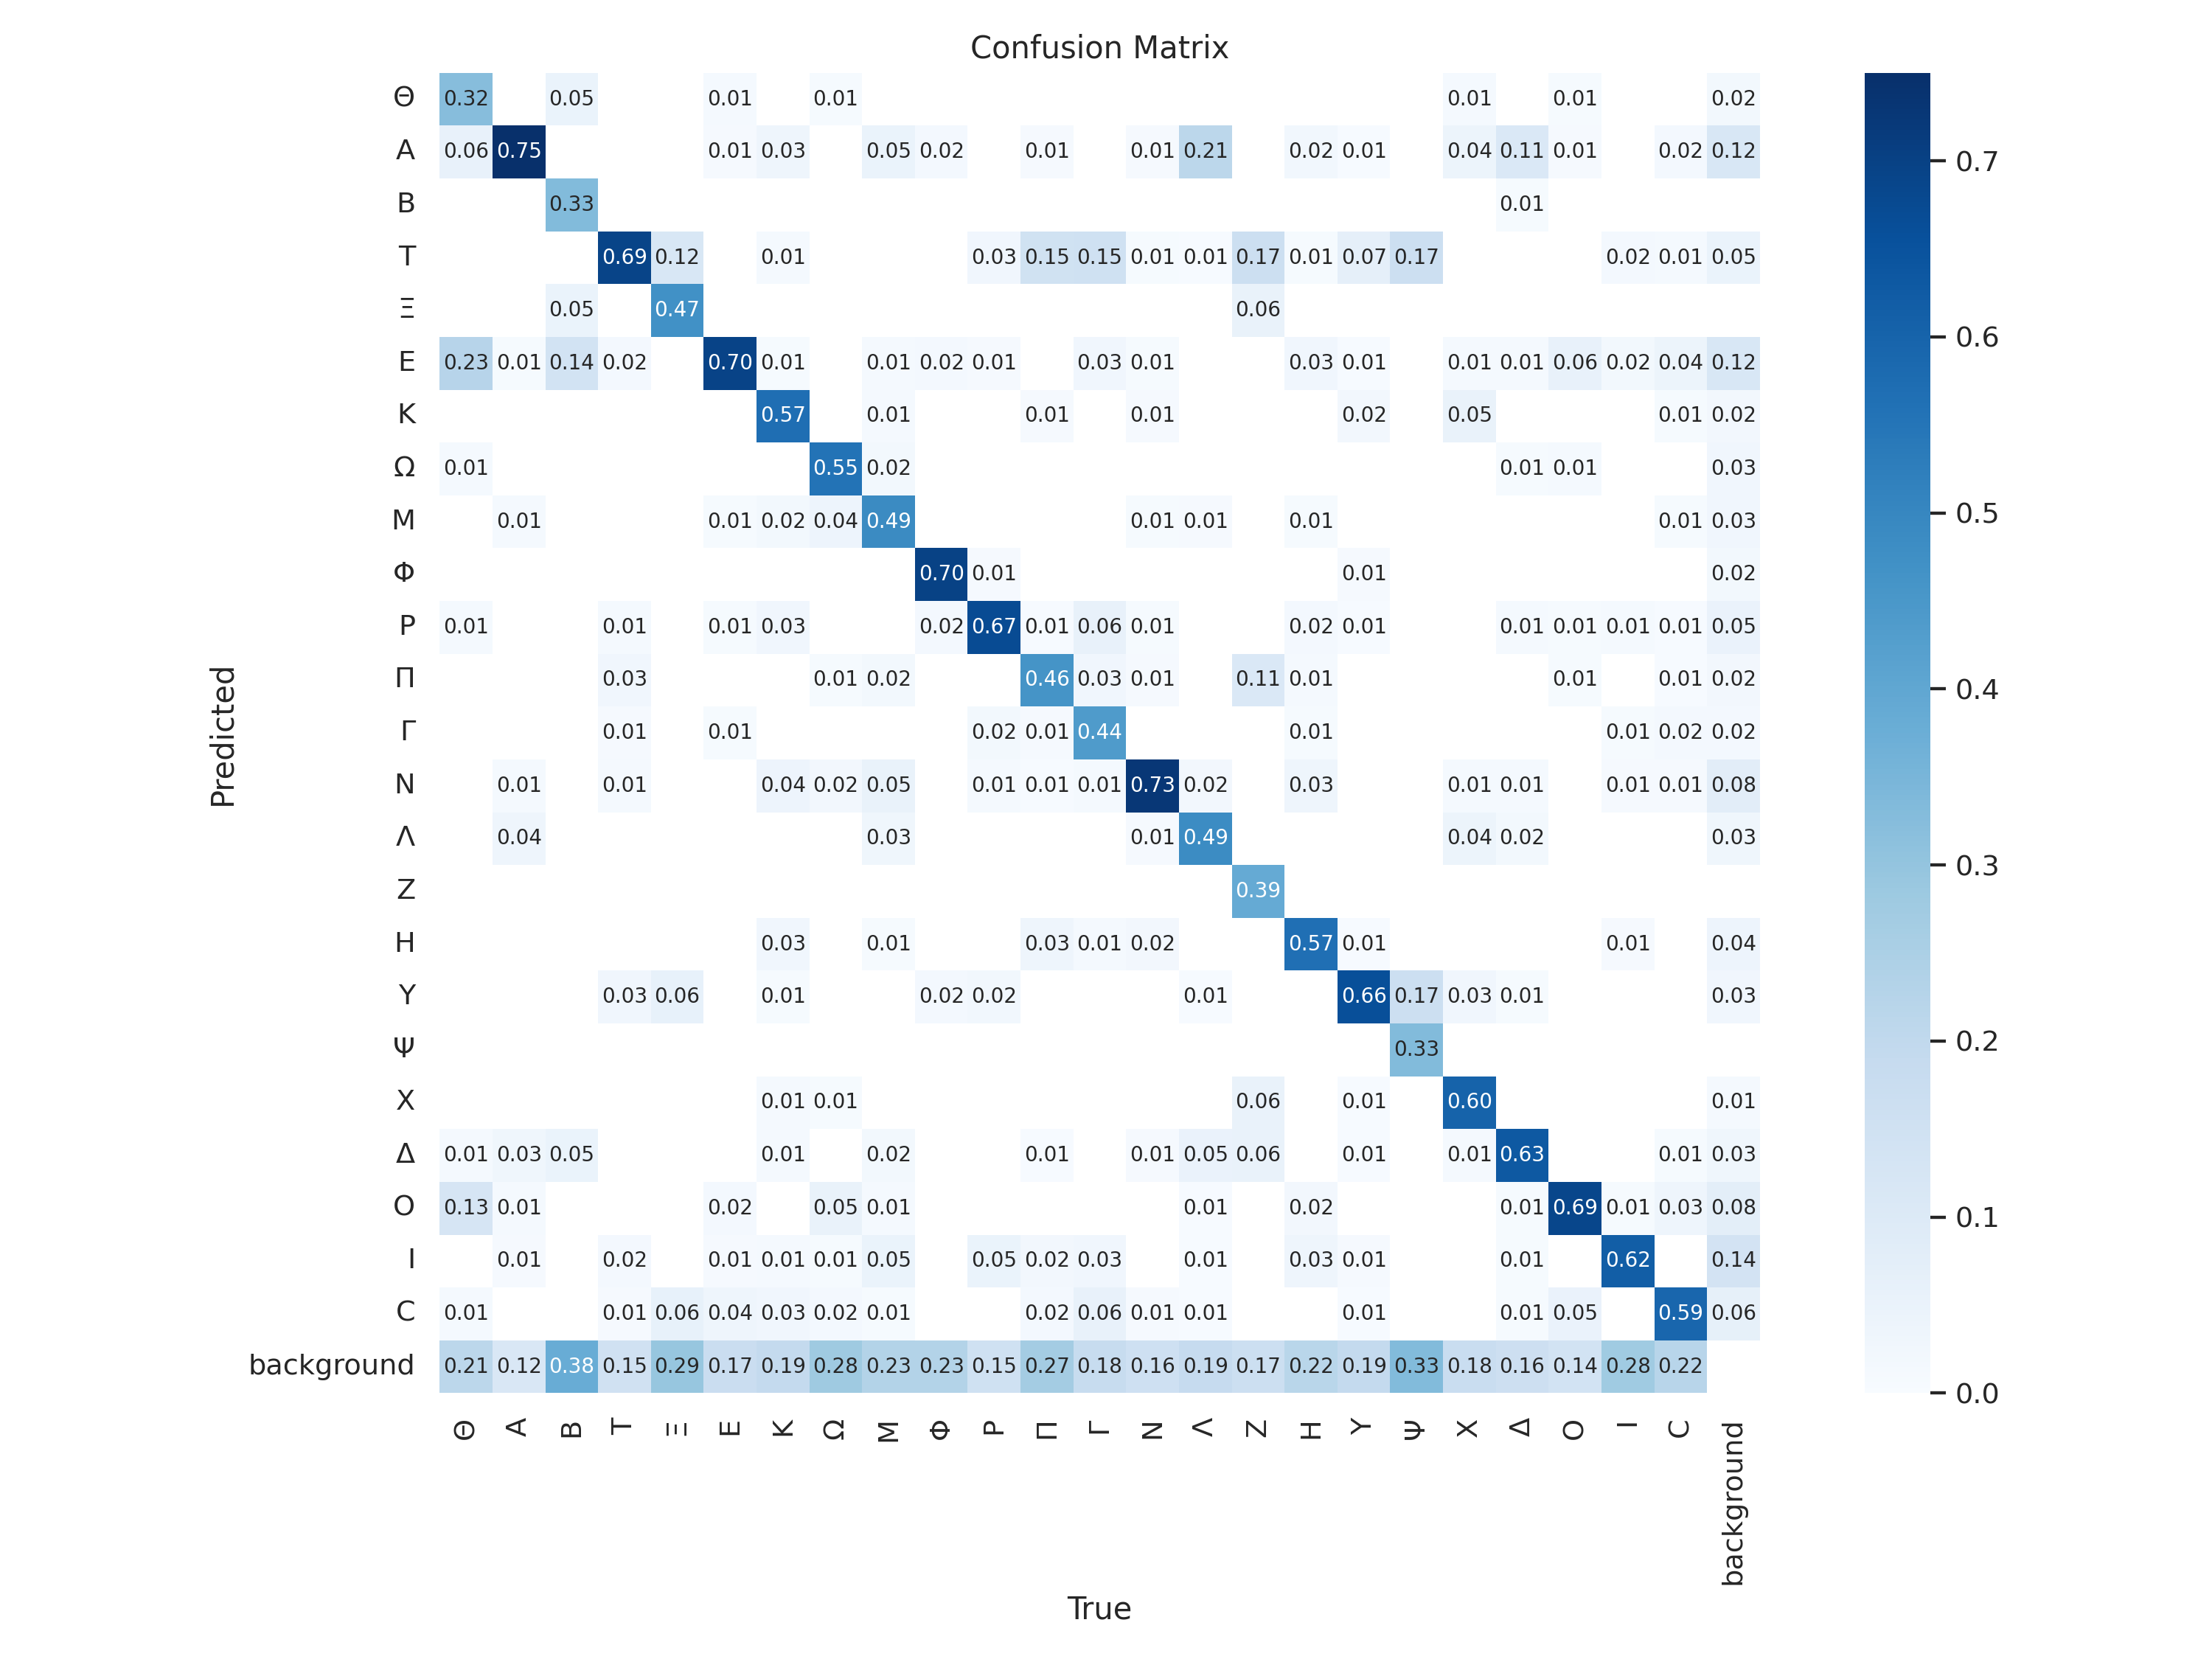 Confusion Matrix
Θ 0.32 0.05 0.01 0.01 0.01 0.01 0.02
Α 0.06 0.75 0.01 0.03 0.05 0.02 0.01 0.01 0.21 0.02 0.01 0.04 0.11 0.01 0.02 0.12
Β 0.33 0.01
Τ 0.69 0.12 0.01 0.03 0.15 0.15 0.01 0.01 0.17 0.01 0.07 0.17 0.02 0.01 0.05
Ξ 0.05 0.47 0.06
Ε 0.23 0.01 0.14 0.02 0.70 0.01 0.01 0.02 0.01 0.03 0.01 0.03 0.01 0.01 0.01 0.06 0.02 0.04 0.12
Κ 0.57 0.01 0.01 0.01 0.02 0.05 0.01 0.02
Ω 0.01 0.55 0.02 0.01 0.01 0.03
Μ 0.01 0.01 0.02 0.04 0.49 0.01 0.01 0.01 0.01 0.03
Φ 0.70 0.01 0.01 0.02
Ρ 0.01 0.01 0.01 0.03 0.02 0.67 0.01 0.06 0.01 0.02 0.01 0.01 0.01 0.01 0.01 0.05
Π 0.03 0.01 0.02 0.46 0.03 0.01 0.11 0.01 0.01 0.01 0.02
Γ 0.01 0.01 0.02 0.01 0.44 0.01 0.01 0.02 0.02
Ν 0.01 0.01 0.04 0.02 0.05 0.01 0.01 0.01 0.73 0.02 0.03 0.01 0.01 0.01 0.01 0.08
Λ 0.04 0.03 0.01 0.49 0.04 0.02 0.03
Ζ 0.39
Η 0.03 0.01 0.03 0.01 0.02 0.57 0.01 0.01 0.04
Υ 0.03 0.06 0.01 0.02 0.02 0.01 0.66 0.17 0.03 0.01 0.03
Ψ 0.33
Χ 0.01 0.01 0.06 0.01 0.60 0.01
Δ 0.01 0.03 0.05 0.01 0.02 0.01 0.01 0.05 0.06 0.01 0.01 0.63 0.01 0.03
Ο 0.13 0.01 0.02 0.05 0.01 0.01 0.02 0.01 0.69 0.01 0.03 0.08
Ι 0.01 0.02 0.01 0.01 0.01 0.05 0.05 0.02 0.03 0.01 0.03 0.01 0.01 0.62 0.14
C 0.01 0.01 0.06 0.04 0.03 0.02 0.01 0.02 0.06 0.01 0.01 0.01 0.01 0.05 0.59 0.06
background 0.21 0.12 0.38 0.15 0.29 0.17 0.19 0.28 0.23 0.23 0.15 0.27 0.18 0.16 0.19 0.17 0.22 0.19 0.33 0.18 0.16 0.14 0.28 0.22
Θ Α Β Τ Ξ Ε Κ Ω Μ Φ Ρ Π Γ Ν Λ Ζ Η Υ Ψ Χ Δ Ο Ι C background
True
Predicted
0.7
0.6
0.5
0.4
0.3
0.2
0.1
0.0